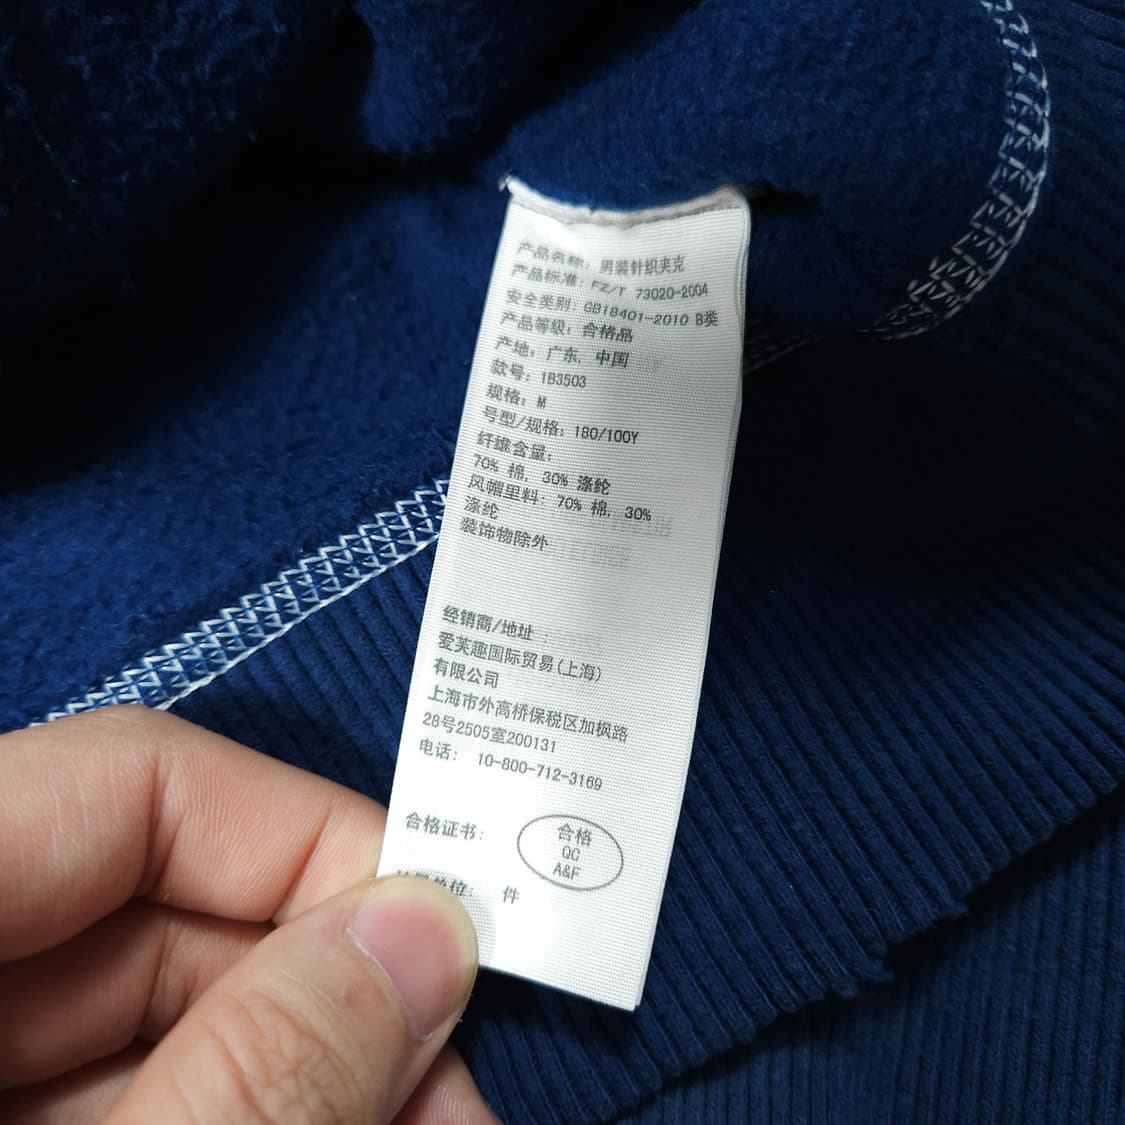 产品名称: 男装针织夹克
产品标准: FZ/T 73020-2004
安全类别: GB18401-2010 B类
产品等级: 合格品
产地: 广东, 中国
款号: 1B3503
规格: M
号型/规格: 180/100Y
纤维含量:
70% 棉, 30% 涤纶
风帽里料: 70% 棉, 30%
涤纶
装饰物除外
经销商/地址 :
爱芙趣国际贸易(上海)
有限公司
上海市外高桥保税区加枫路
28号2505室200131
电话: 10-800-712-3169
合格证书:
合格
QC
A&F
单位: 件